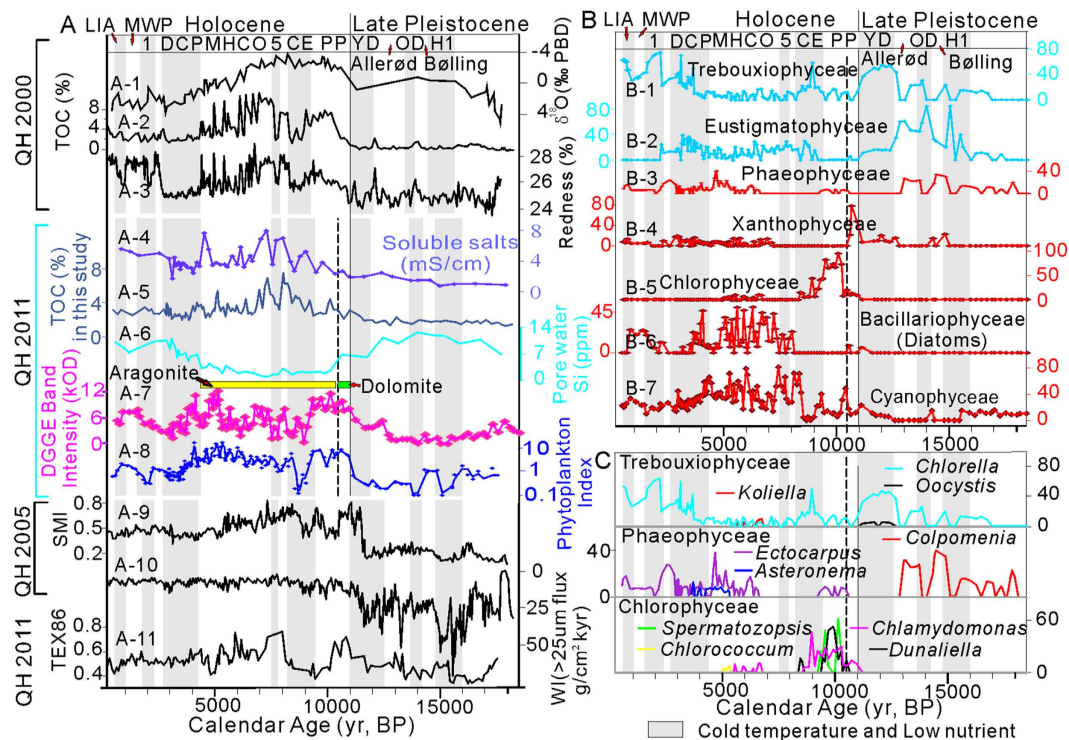 A
LIA MWP Holocene Late Pleistocene
1 DCPMHCO 5 CE PP YD OD H1
Allerød Bølling
QH 2000
TOC (%)
8
4
0
A-1
A-2
A-3
-4
0
4
δ18O(‰ PBD)
28
26
24
Redness (%)
QH 2011
TOC (%)
in this study
8
4
0
A-4
Soluble salts
(mS/cm)
8
4
0
A-5
A-6
14
7
0
Pore water
Si (ppm)
Aragonite
Dolomite
DGGE Band
Intensity (kOD)
12
6
0
A-7
A-8
10
1
0.1
Phytoplankton
Index
QH 2005
SMI
0.8
0.5
0.2
A-9
A-10
0
25
50
WI(>25um flux
g/cm2 kyr)
QH 2011
TEX86
0.8
0.6
0.4
A-11
5000 10000 15000
Calendar Age (yr, BP)
B
LIA MWP Holocene Late Pleistocene
1 DCPMHCO 5 CE PP YD OD H1
Allerød Bølling
Trebouxiophyceae
B-1
80
40
0
80
40
0
Eustigmatophyceae
B-2
B-3
Phaeophyceae
40
0
80
40
0
Xanthophyceae
B-4
B-5
Chlorophyceae
100
50
0
45
0
B-6
Bacillariophyceae
(Diatoms)
B-7
Cyanophyceae
80
40
0
5000 10000 15000
C
Trebouxiophyceae
Koliella
Chlorella
Oocystis
80
40
0
Phaeophyceae
40
0
Ectocarpus
Asteronema
Colpomenia
Chlorophyceae
Spermatozopsis
Chlorococcum
Chlamydomonas
Dunaliella
60
0
5000 10000 15000
Calendar Age (yr, BP)
Cold temperature and Low nutrient